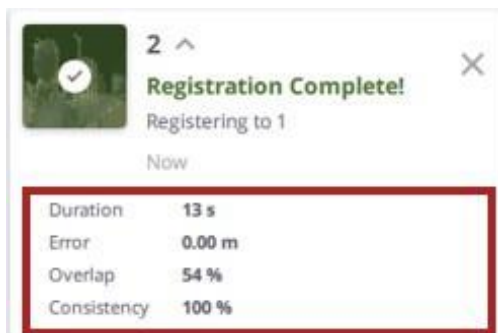 2
Registration Complete!
Registering to 1
Now
Duration 13 s
Error 0.00 m
Overlap 54 %
Consistency 100 %